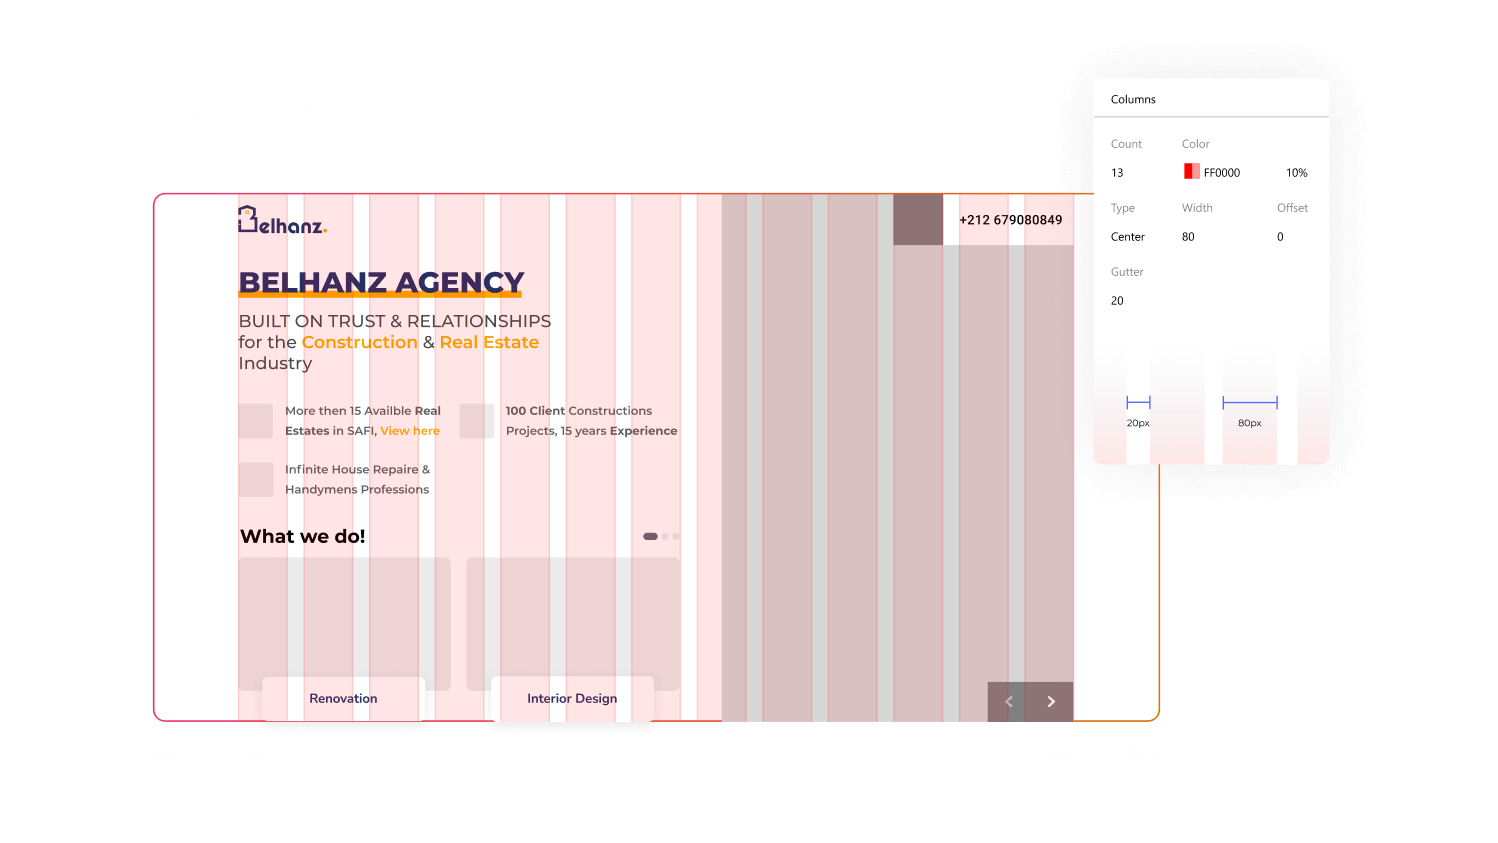 Columns
Count Color
13 FF0000 10%
Type Width Offset
Center 80 0
Gutter
20
20px 80px
Belhanz.
+212 679080849
BELHANZ AGENCY
BUILT ON TRUST & RELATIONSHIPS
for the Construction & Real Estate
Industry
More then 15 Availble Real
Estates in SAFI, View here
100 Client Constructions
Projects, 15 years Experience
Infinite House Repaire &
Handymens Professions
What we do!
Renovation
Interior Design